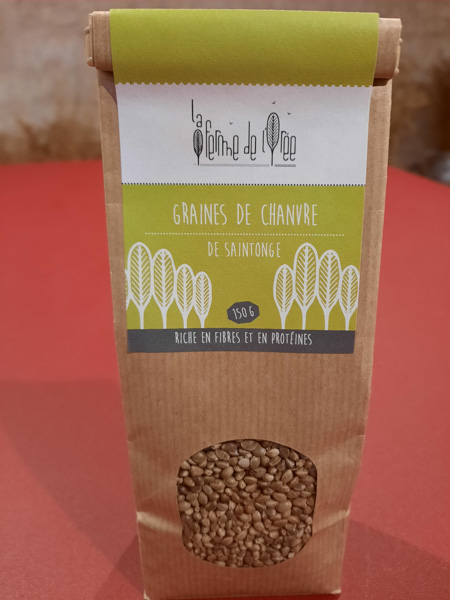 la Ferme de l'Orée
GRAINES DE CHANVRE
DE SAINTONGE
150 G
RICHE EN FIBRES ET EN PROTÉINES